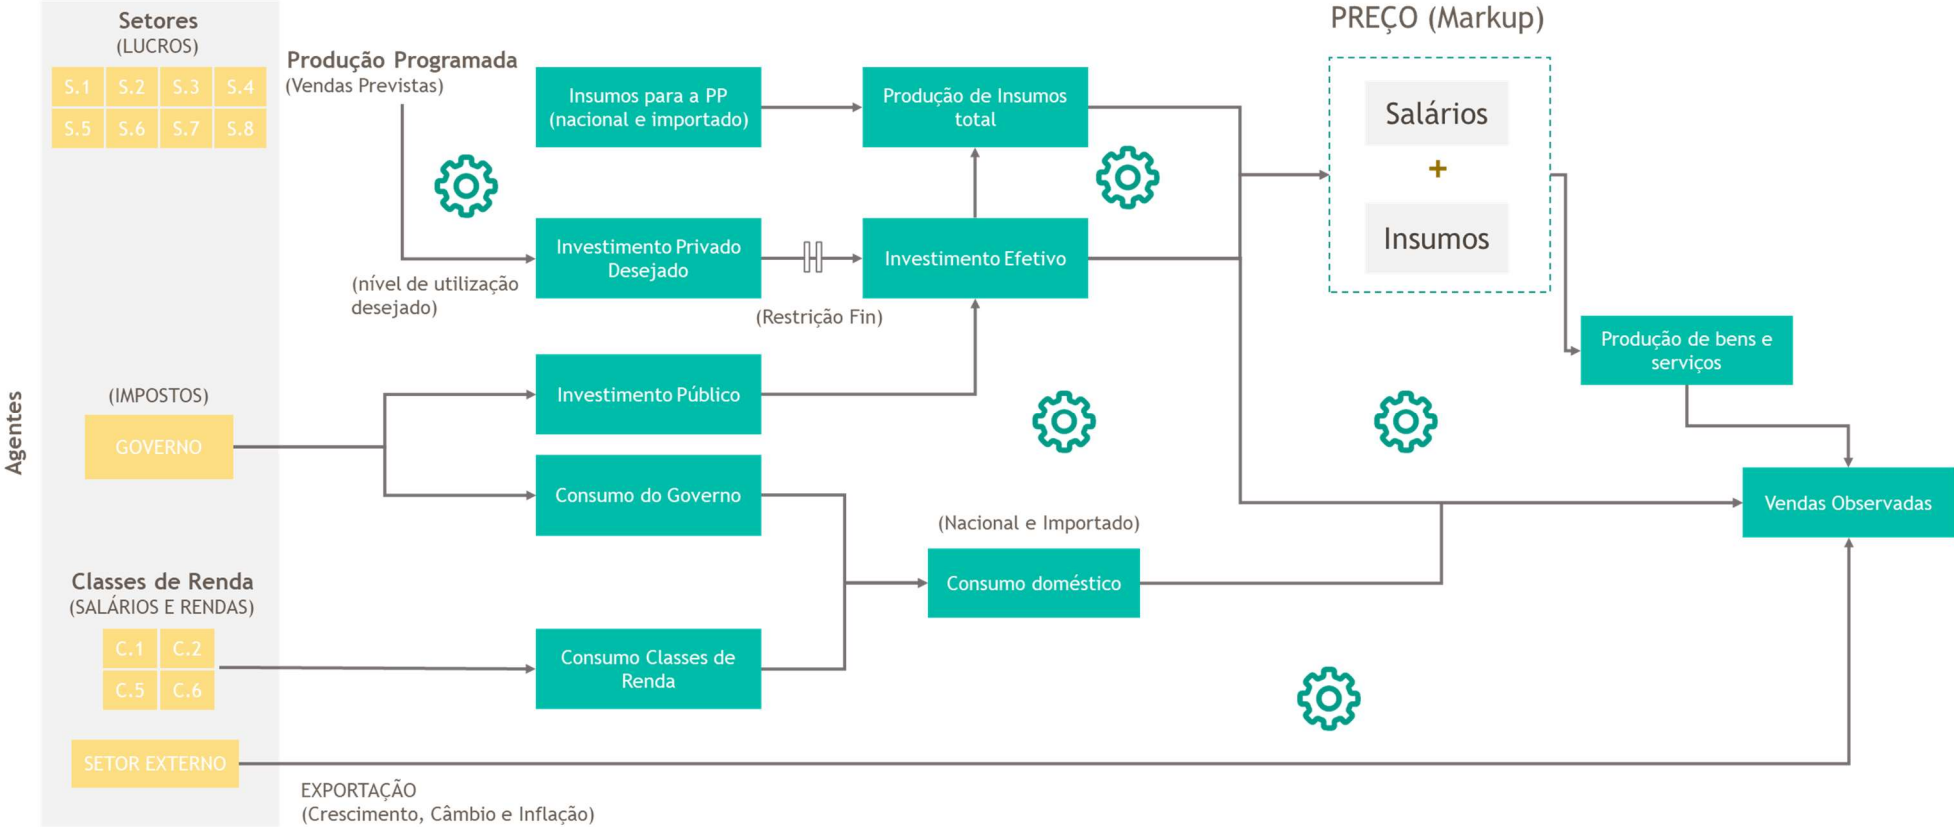 Agentes
Setores
(LUCROS)
S.1 S.2 S.3 S.4
S.5 S.6 S.7 S.8
(IMPOSTOS)
GOVERNO
Classes de Renda
(SALÁRIOS E RENDAS)
C.1 C.2
C.5 C.6
SETOR EXTERNO
Produção Programada
(Vendas Previstas)
(nível de utilização
desejado)
Insumos para a PP
(nacional e importado)
Investimento Privado
Desejado
(Restrição Fin)
Investimento Público
Consumo do Governo
Consumo Classes de
Renda
EXPORTAÇÃO
(Crescimento, Câmbio e Inflação)
Produção de Insumos
total
Investimento Efetivo
(Nacional e Importado)
Consumo doméstico
PREÇO (Markup)
Salários
+
Insumos
Produção de bens e
serviços
Vendas Observadas